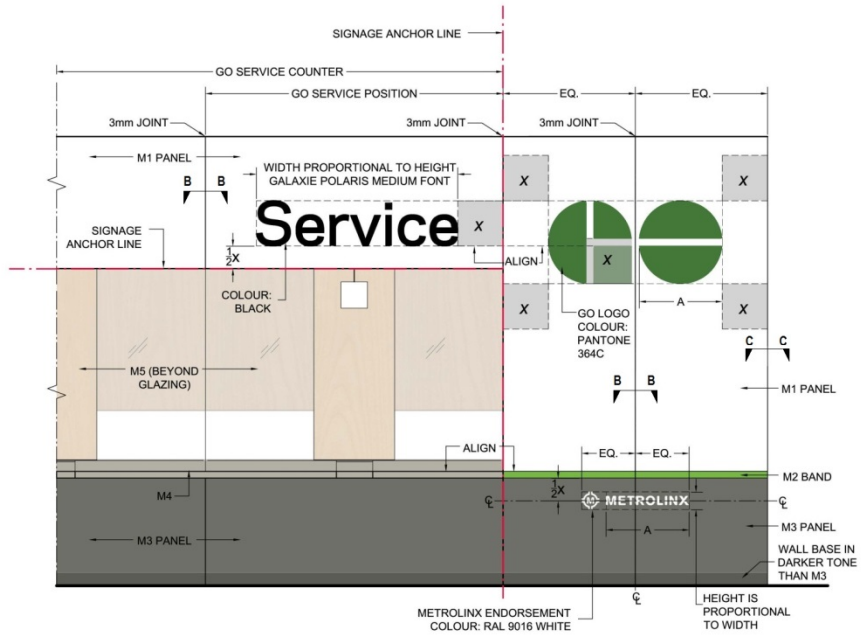 SIGNAGE ANCHOR LINE
GO SERVICE COUNTER
GO SERVICE POSITION
EQ.
EQ.
3mm JOINT
3mm JOINT
3mm JOINT
M1 PANEL
WIDTH PROPORTIONAL TO HEIGHT
GALAXIE POLARIS MEDIUM FONT
B B
X
X
Service
X
SIGNAGE
ANCHOR LINE
½X
ALIGN
X
COLOUR:
BLACK
X
A
X
GO LOGO
COLOUR:
PANTONE
364C
C C
M5 (BEYOND
GLAZING)
B B
M1 PANEL
ALIGN
EQ.
EQ.
M2 BAND
M4
½X
℄
METROLINX
℄
M3 PANEL
A
M3 PANEL
WALL BASE IN
DARKER TONE
THAN M3
℄
METROLINX ENDORSEMENT
COLOUR: RAL 9016 WHITE
HEIGHT IS
PROPORTIONAL
TO WIDTH